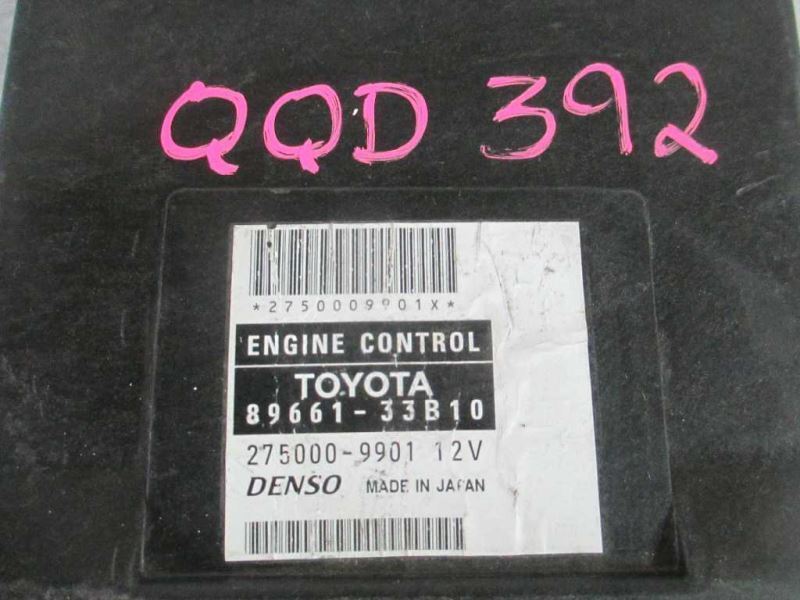 QQD 392
*2750009901X*
ENGINE CONTROL
TOYOTA
89661-33B10
275000-9901 12V
DENSO MADE IN JAPAN